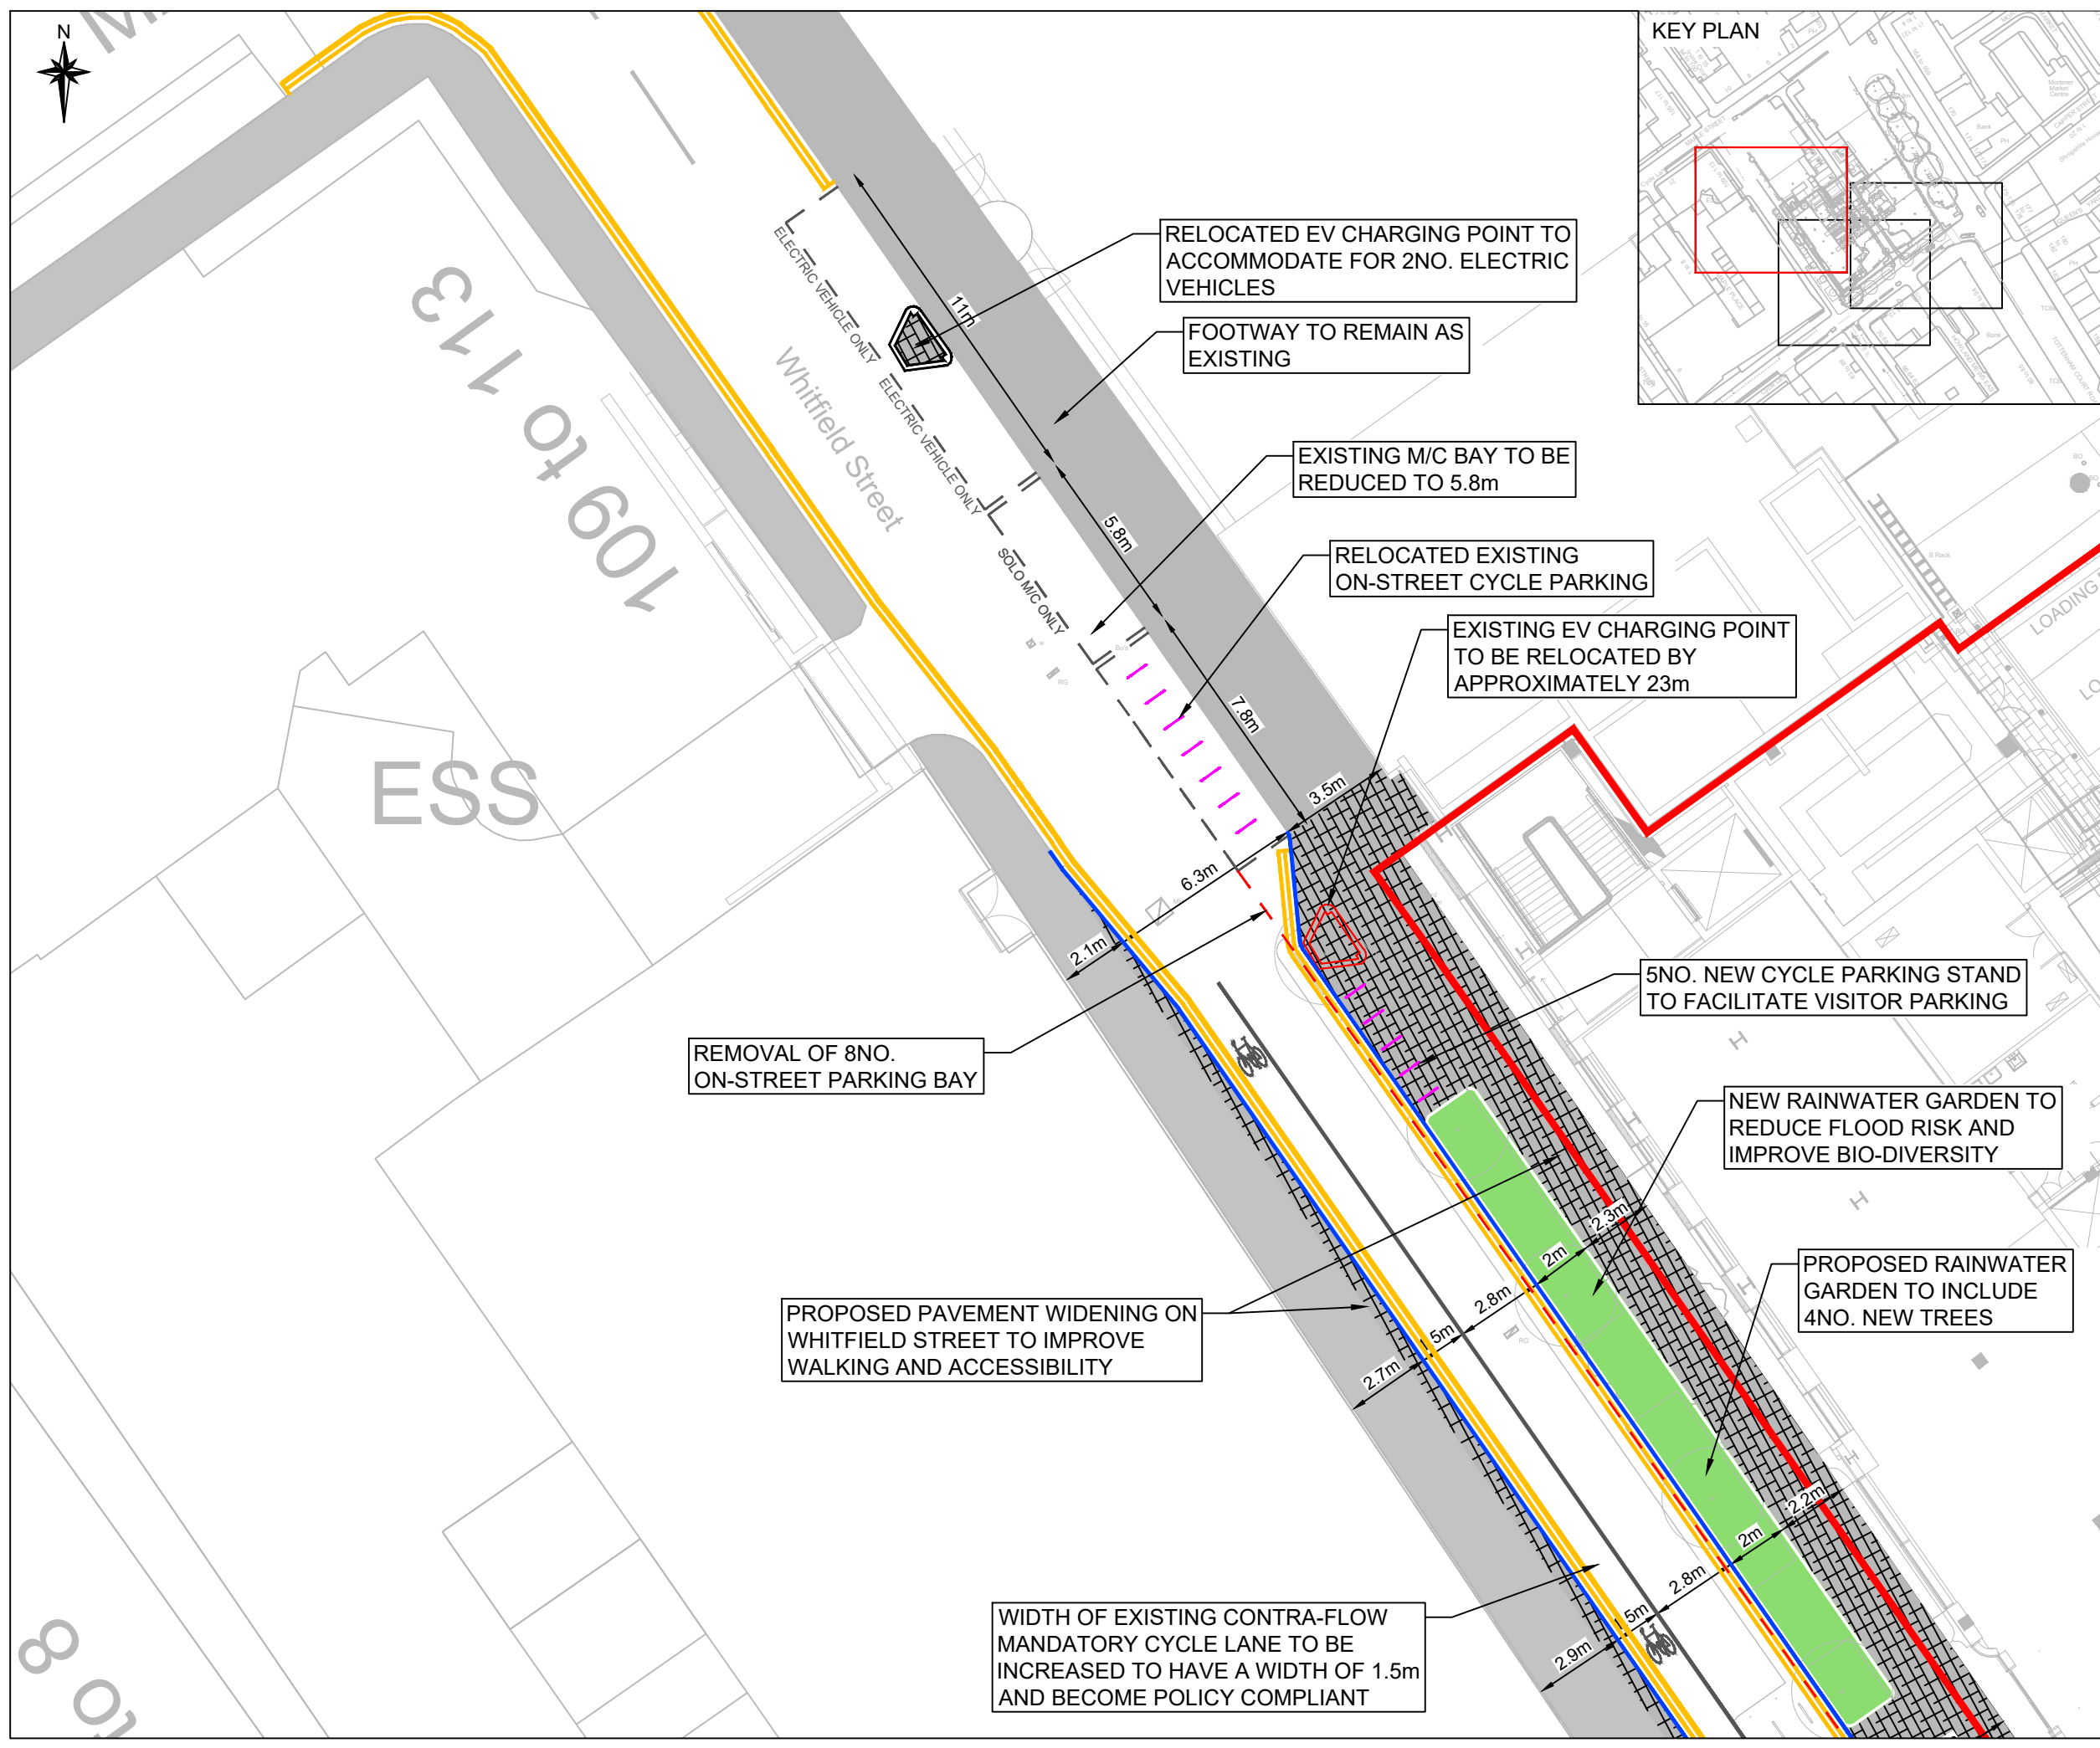 N
KEY PLAN
RELOCATED EV CHARGING POINT TO
ACCOMMODATE FOR 2NO. ELECTRIC
VEHICLES
FOOTWAY TO REMAIN AS
EXISTING
EXISTING M/C BAY TO BE
REDUCED TO 5.8m
RELOCATED EXISTING
ON-STREET CYCLE PARKING
EXISTING EV CHARGING POINT
TO BE RELOCATED BY
APPROXIMATELY 23m
5NO. NEW CYCLE PARKING STAND
TO FACILITATE VISITOR PARKING
REMOVAL OF 8NO.
ON-STREET PARKING BAY
NEW RAINWATER GARDEN TO
REDUCE FLOOD RISK AND
IMPROVE BIO-DIVERSITY
PROPOSED RAINWATER
GARDEN TO INCLUDE
4NO. NEW TREES
PROPOSED PAVEMENT WIDENING ON
WHITFIELD STREET TO IMPROVE
WALKING AND ACCESSIBILITY
WIDTH OF EXISTING CONTRA-FLOW
MANDATORY CYCLE LANE TO BE
INCREASED TO HAVE A WIDTH OF 1.5m
AND BECOME POLICY COMPLIANT
ELECTRIC VEHICLE ONLY
ELECTRIC VEHICLE ONLY
SOLO M/C ONLY
Whitfield Street
109 to 113
ESS
to 8
LOADING
11m
5.8m
7.8m
3.5m
6.3m
2.1m
2.3m
2m
2.8m
5m
2.7m
2.2m
2m
2.8m
5m
2.9m
RG
RG
B Rack
BO